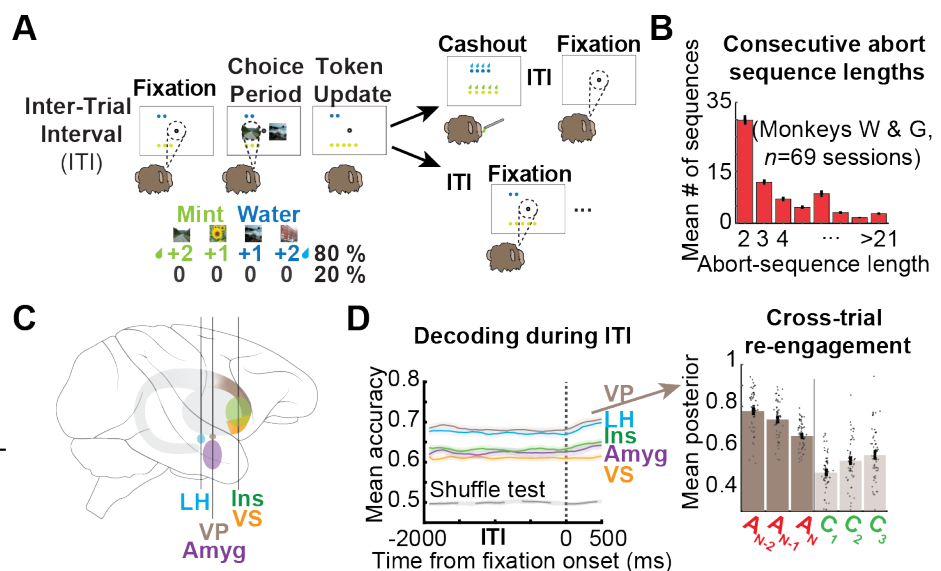 A
Inter-Trial
Interval
(ITI)
Fixation
Choice
Period
Token
Update
Cashout
ITI
Fixation
ITI
Fixation
...
Mint Water
+2 +1 +1 +2 80 %
0 0 0 0 20 %
B
Consecutive abort
sequence lengths
Mean # of sequences
35
15
0
(Monkeys W & G,
n=69 sessions)
2 3 4 ... >21
Abort-sequence length
C
LH
VP
Amyg
Ins
VS
D
Decoding during ITI
Mean accuracy
0.8
0.7
0.6
0.5
VP
LH
Ins
Amyg
VS
Shuffle test
-2000 ITI 0 500
Time from fixation onset (ms)
Cross-trial
re-engagement
Mean posterior
1
0.8
0.6
0.4
A N-2 A N-1 A N C 1 C 2 C 3